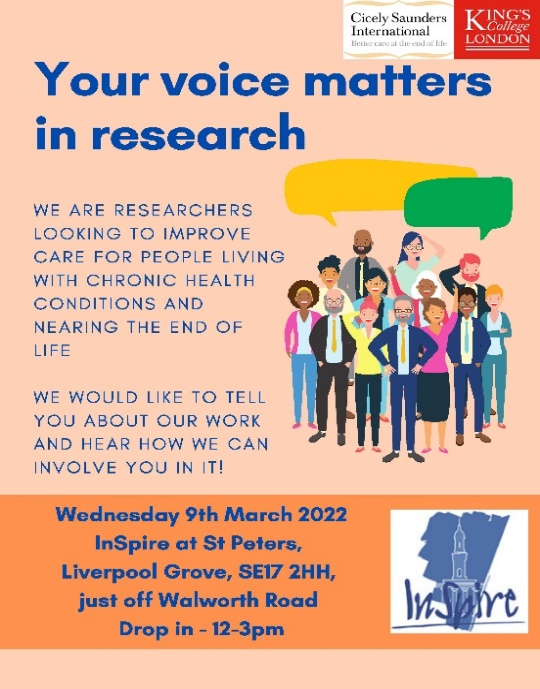 Cicely Saunders
International
Better care at the end of life
KING'S
College
LONDON
Your voice matters
in research
WE ARE RESEARCHERS
LOOKING TO IMPROVE
CARE FOR PEOPLE LIVING
WITH CHRONIC HEALTH
CONDITIONS AND
NEARING THE END OF
LIFE
WE WOULD LIKE TO TELL
YOU ABOUT OUR WORK
AND HEAR HOW WE CAN
INVOLVE YOU IN IT!
Wednesday 9th March 2022
InSpire at St Peters,
Liverpool Grove, SE17 2HH,
just off Walworth Road
Drop in - 12-3pm
InSpire